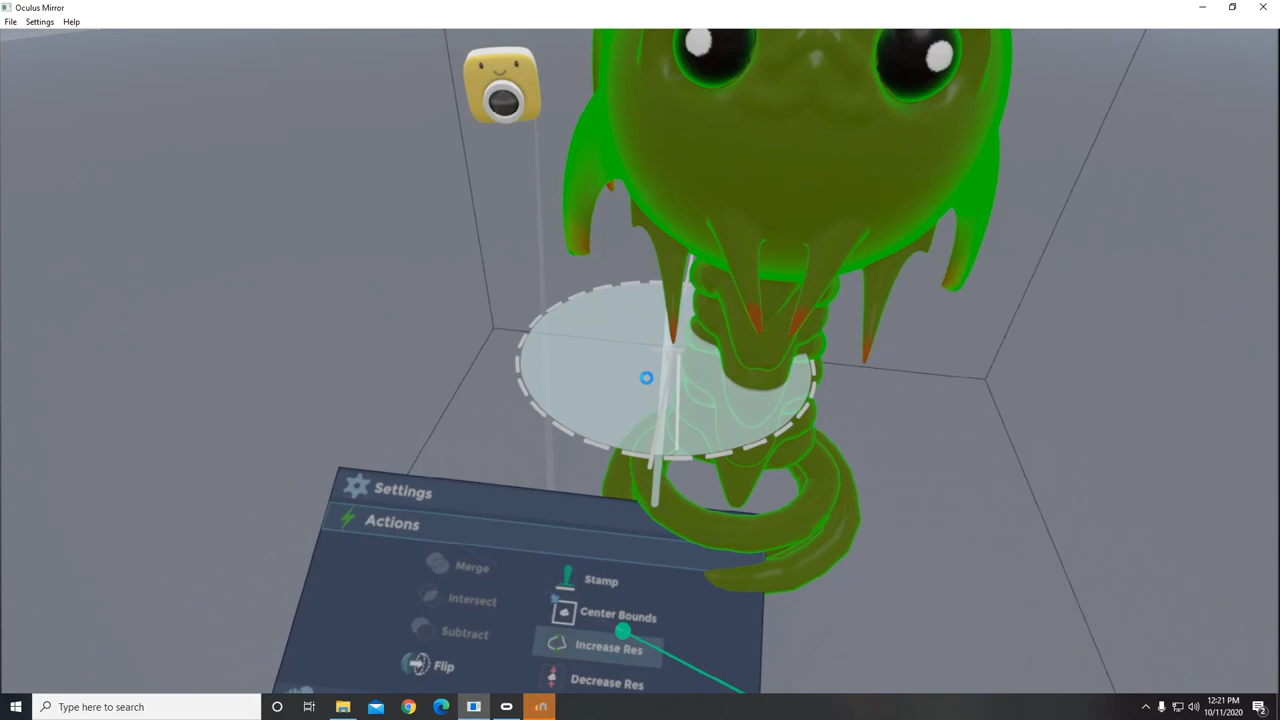 Oculus Mirror
File Settings Help
Settings
Actions
Merge
Stamp
Intersect
Center Bounds
Subtract
Increase Res
Flip
Decrease Res
Type here to search
12:21 PM
10/11/2020
2